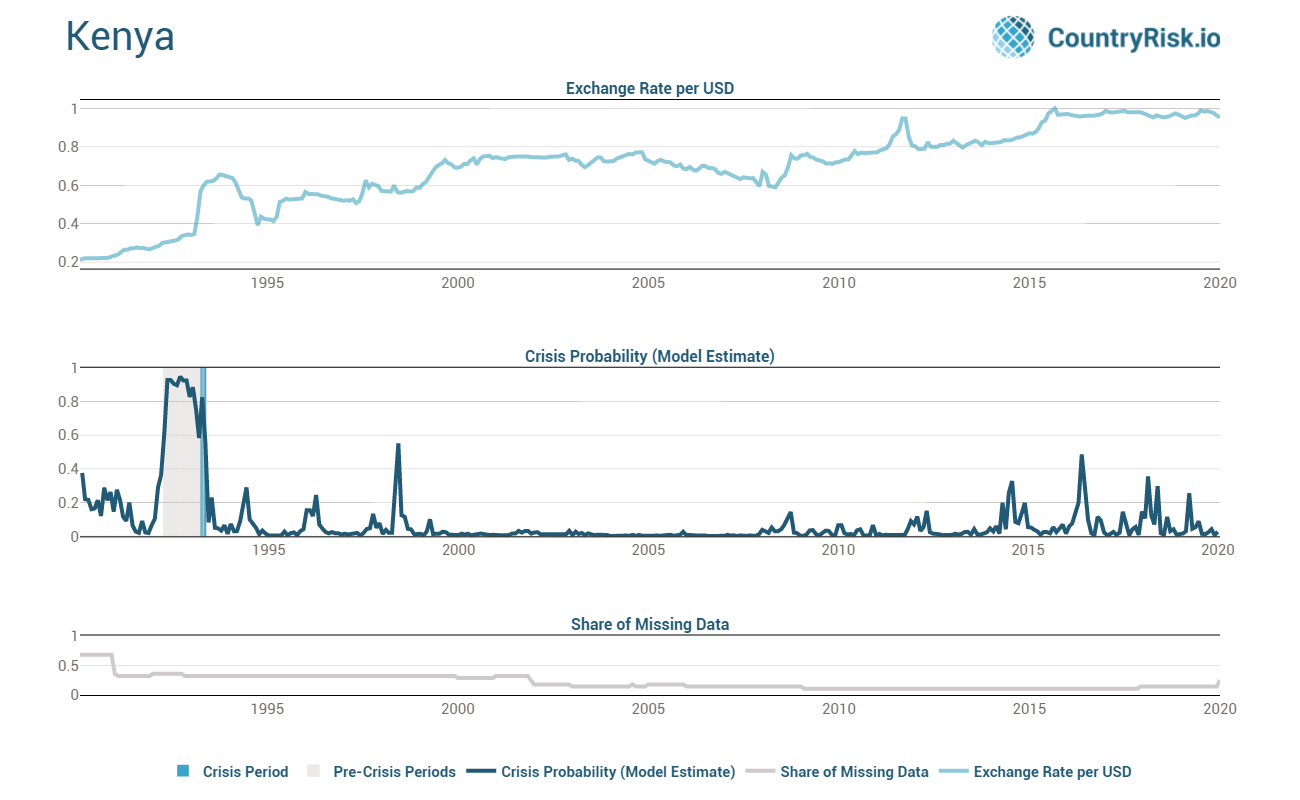 Kenya
CountryRisk.io
Exchange Rate per USD
1
0.8
0.6
0.4
0.2
1995 2000 2005 2010 2015 2020
Crisis Probability (Model Estimate)
1
0.8
0.6
0.4
0.2
0
1995 2000 2005 2010 2015 2020
Share of Missing Data
1
0.5
0
1995 2000 2005 2010 2015 2020
Crisis Period Pre-Crisis Periods Crisis Probability (Model Estimate) Share of Missing Data Exchange Rate per USD